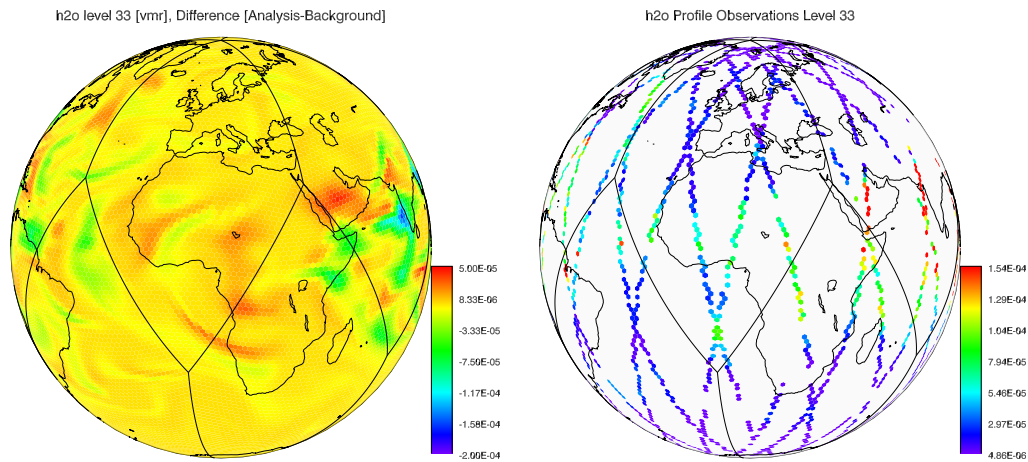 h2o level 33 [vmr], Difference [Analysis-Background]
h2o Profile Observations Level 33
5.00E-05
8.33E-06
-3.33E-05
-7.50E-05
-1.17E-04
-1.58E-04
-2.00E-04
1.54E-04
1.29E-04
1.04E-04
7.94E-05
5.46E-05
2.97E-05
4.86E-06